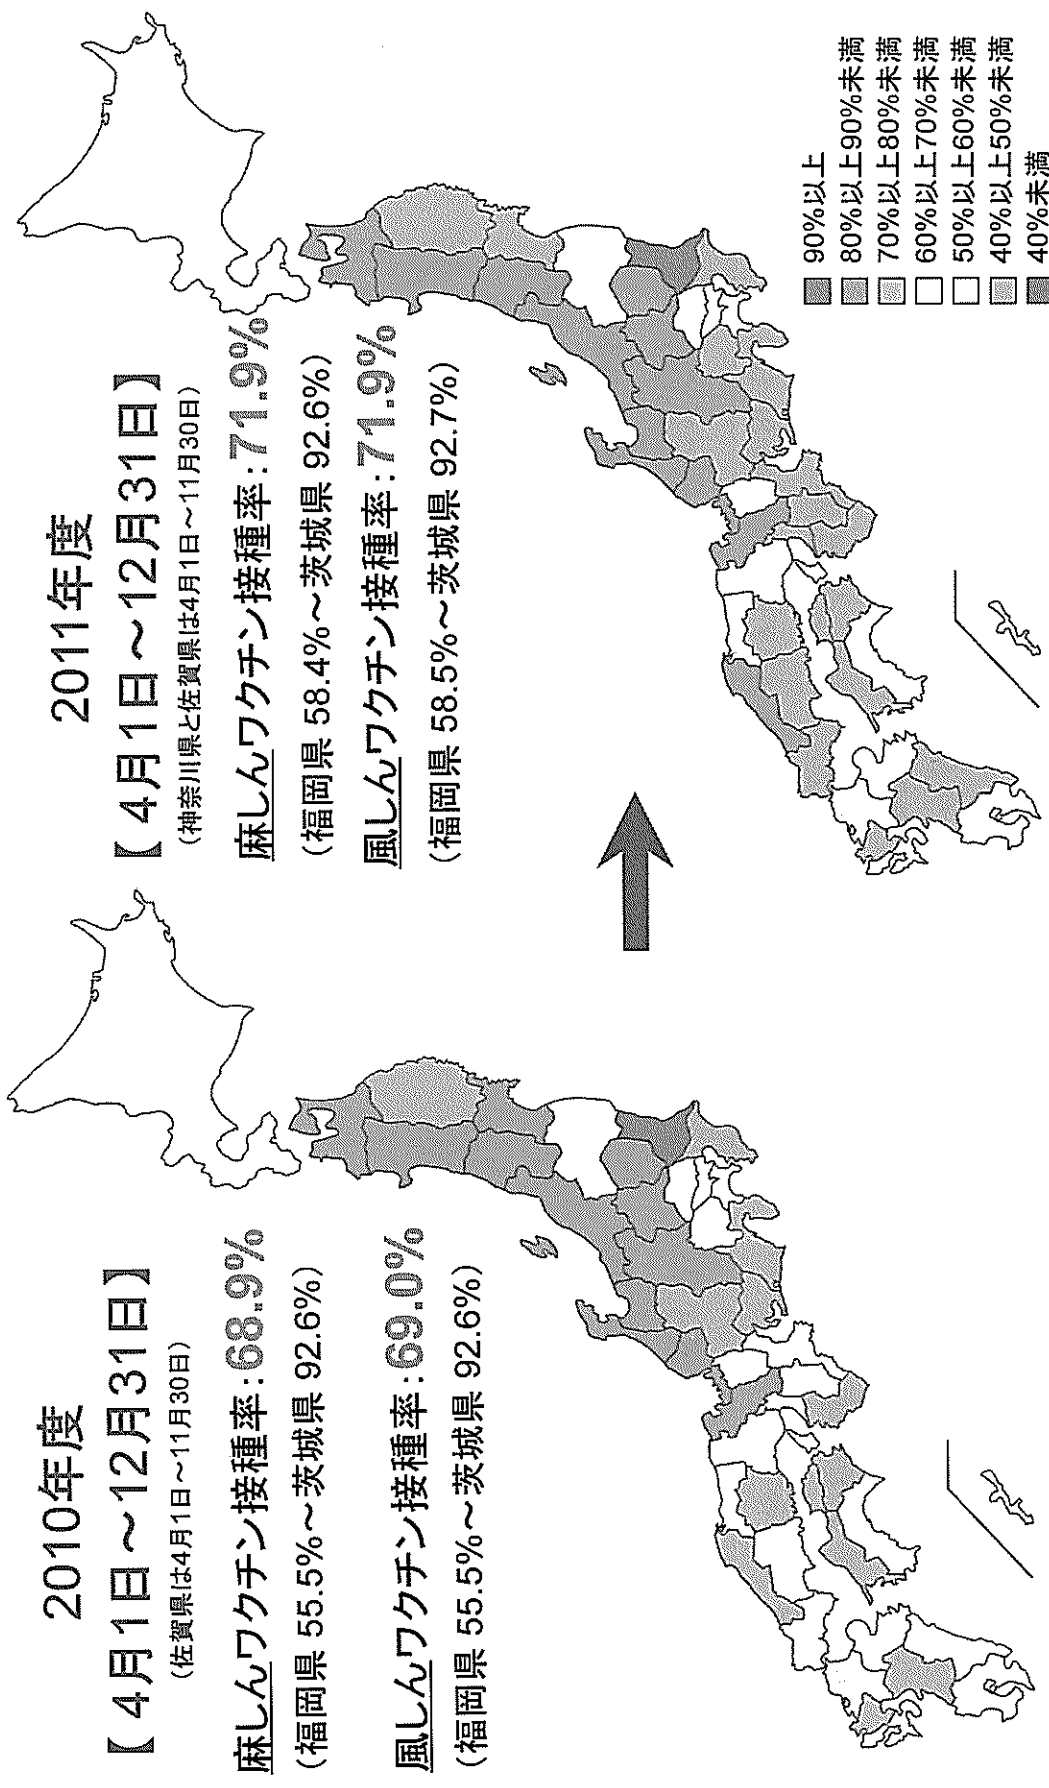 2010年度
【 4月1日～12月31日 】
(佐賀県は4月1日～11月30日)
麻しんワクチン接種率:68.9%
(福岡県 55.5%～茨城県 92.6%)
風しんワクチン接種率:69.0%
(福岡県 55.5%～茨城県 92.6%)
2011年度
【 4月1日～12月31日 】
(神奈川県と佐賀県は4月1日～11月30日)
麻しんワクチン接種率:71.9%
(福岡県 58.4%～茨城県 92.6%)
風しんワクチン接種率:71.9%
(福岡県 58.5%～茨城県 92.7%)
90%以上
80%以上90%未満
70%以上80%未満
60%以上70%未満
50%以上60%未満
40%以上50%未満
40%未満